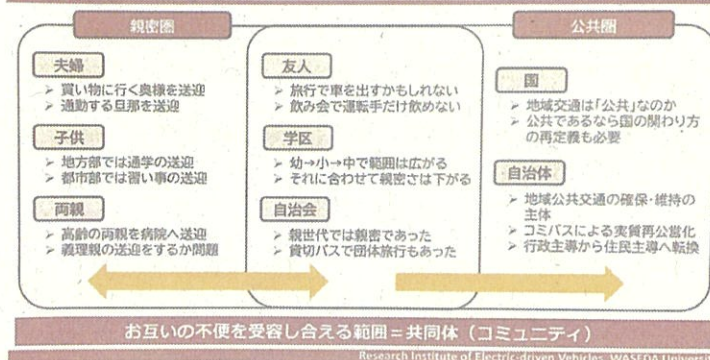 親密圏
夫婦
➢ 買い物に行く奥様を送迎
➢ 通勤する旦那を送迎
子供
➢ 地方部では通学の送迎
➢ 都市部では習い事の送迎
両親
➢ 高齢の両親を病院へ送迎
➢ 義理親の送迎をするか問題
友人
➢ 旅行で車を出すかもしれない
➢ 飲み会で運転手だけ飲めない
学区
➢ 幼→小→中で範囲は広がる
➢ それに合わせて親密さは下がる
自治会
➢ 親世代では親密であった
➢ 貸切バスで団体旅行もあった
公共圏
国
➢ 地域交通は「公共」なのか
➢ 公共であるなら国の関わり方
の再定義も必要
自治体
➢ 地域公共交通の確保・維持の
主体
➢ コミバスによる実質再公営化
➢ 行政主導から住民主導へ転換
お互いの不便を受容し合える範囲＝共同体（コミュニティ）
Research Institute of Electric-driven Vehicles, WASEDA